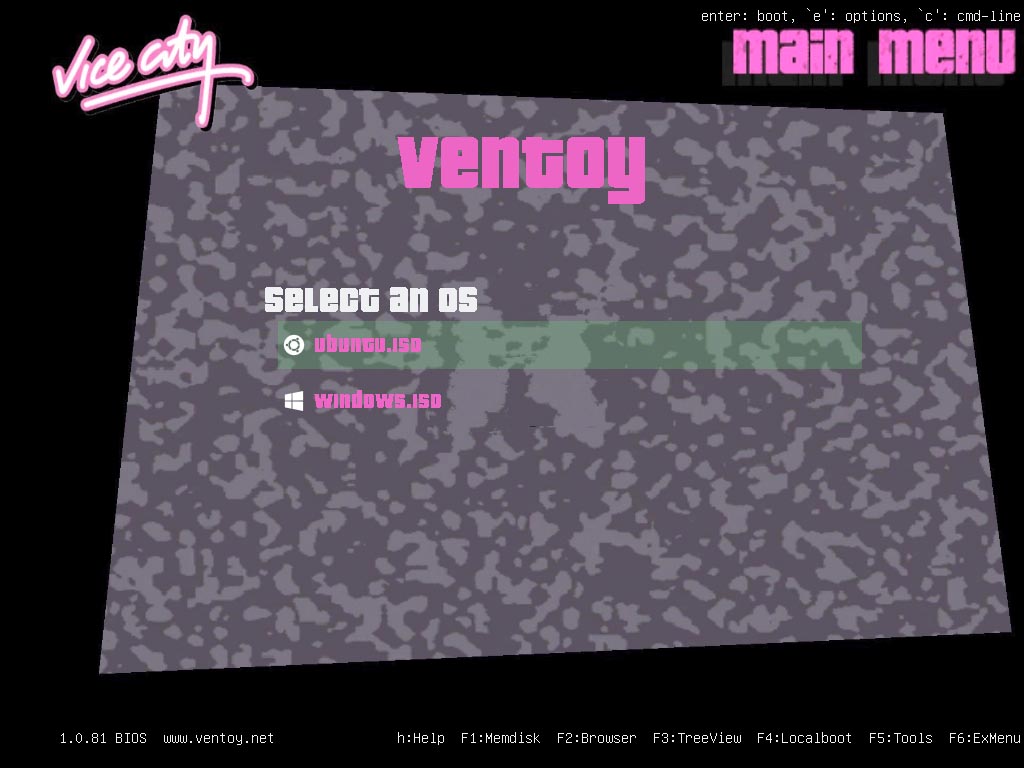 enter: boot, `e': options, `c': cmd-line
vice city
main menu
ventoy
select an os
ubuntu.iso
windows.iso
1.0.81 BIOS www.ventoy.net h:Help F1:Memdisk F2:Browser F3:TreeView F4:Localboot F5:Tools F6:ExMenu